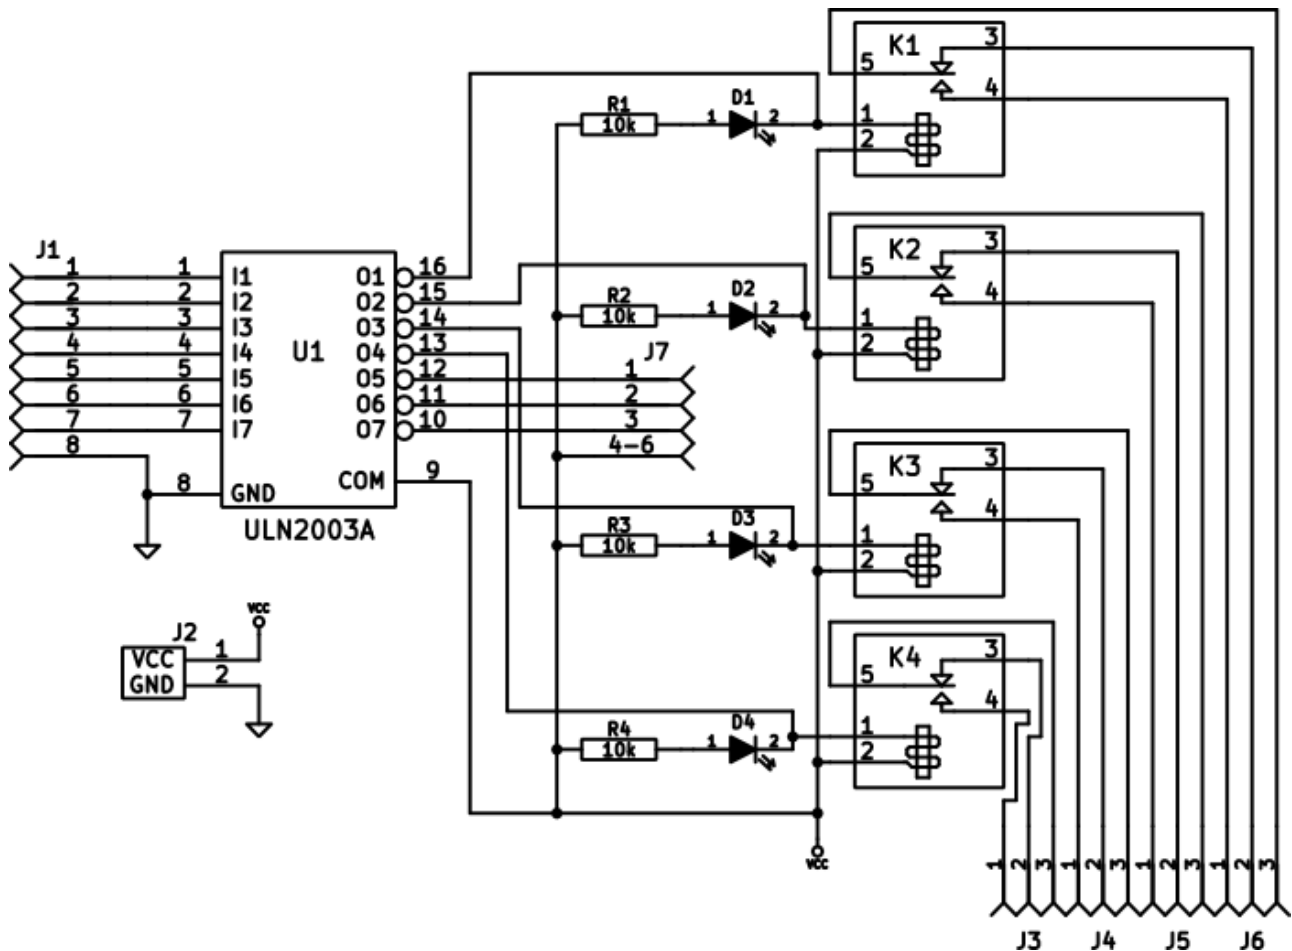 K1
3
5
4
1
2
R1
10k
1
D1
2
J1
1
2
3
4
5
6
7
8
1
2
3
4
5
6
7
8
I1
I2
I3
I4
I5
I6
I7
GND
U1
O1
O2
O3
O4
O5
O6
O7
COM
16
15
14
13
12
11
10
9
ULN2003A
R2
10k
1
D2
2
K2
3
5
4
1
2
J7
1
2
3
4-6
R3
10k
1
D3
2
K3
3
5
4
1
2
VCC
J2
VCC
GND
1
2
R4
10k
1
D4
2
K4
3
5
4
1
2
VCC
1
2
3
1
2
3
1
2
3
1
2
3
J3
J4
J5
J6